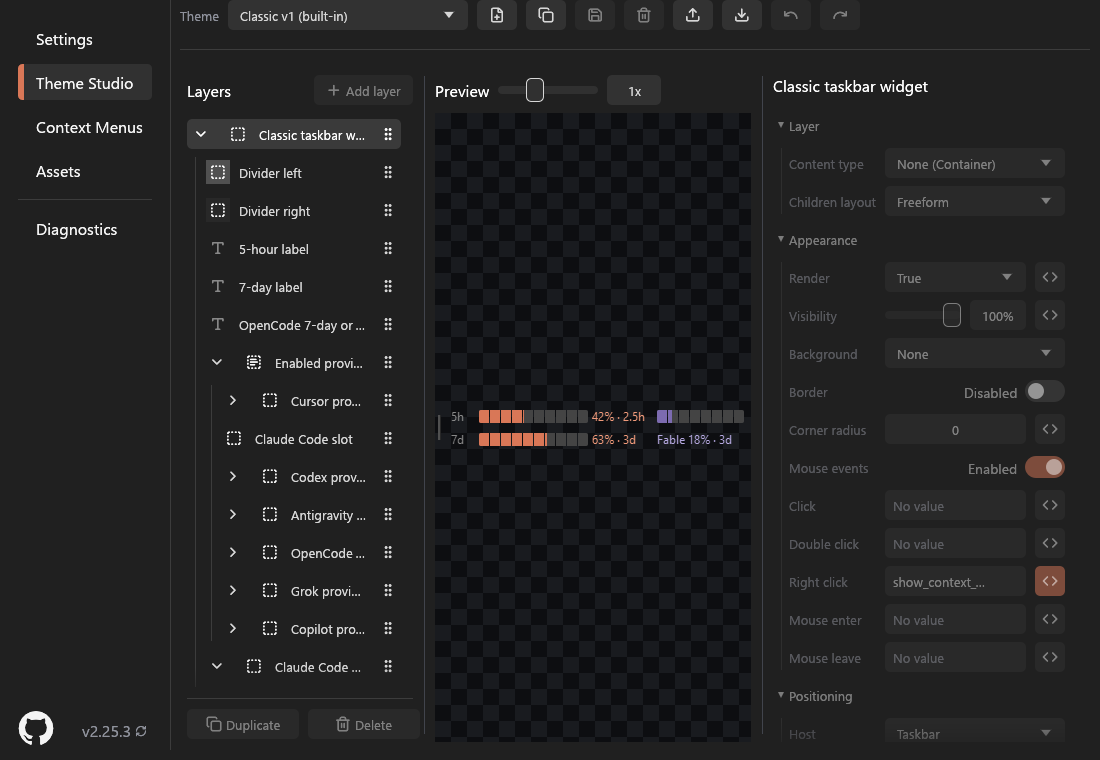 Theme
Classic v1 (built-in)
Settings
Theme Studio
Context Menus
Assets
Diagnostics
v2.25.3
Layers
Add layer
Classic taskbar w...
Divider left
Divider right
5-hour label
7-day label
OpenCode 7-day or ...
Enabled provi...
Cursor pro...
Claude Code slot
Codex prov...
Antigravity ...
OpenCode ...
Grok provi...
Copilot pro...
Claude Code ...
Duplicate
Delete
Preview
1x
5h 42% · 2.5h
7d 63% · 3d Fable 18% · 3d
Classic taskbar widget
Layer
Content type None (Container)
Children layout Freeform
Appearance
Render True
Visibility 100%
Background None
Border Disabled
Corner radius 0
Mouse events Enabled
Click No value
Double click No value
Right click show_context_...
Mouse enter No value
Mouse leave No value
Positioning
Host Taskbar